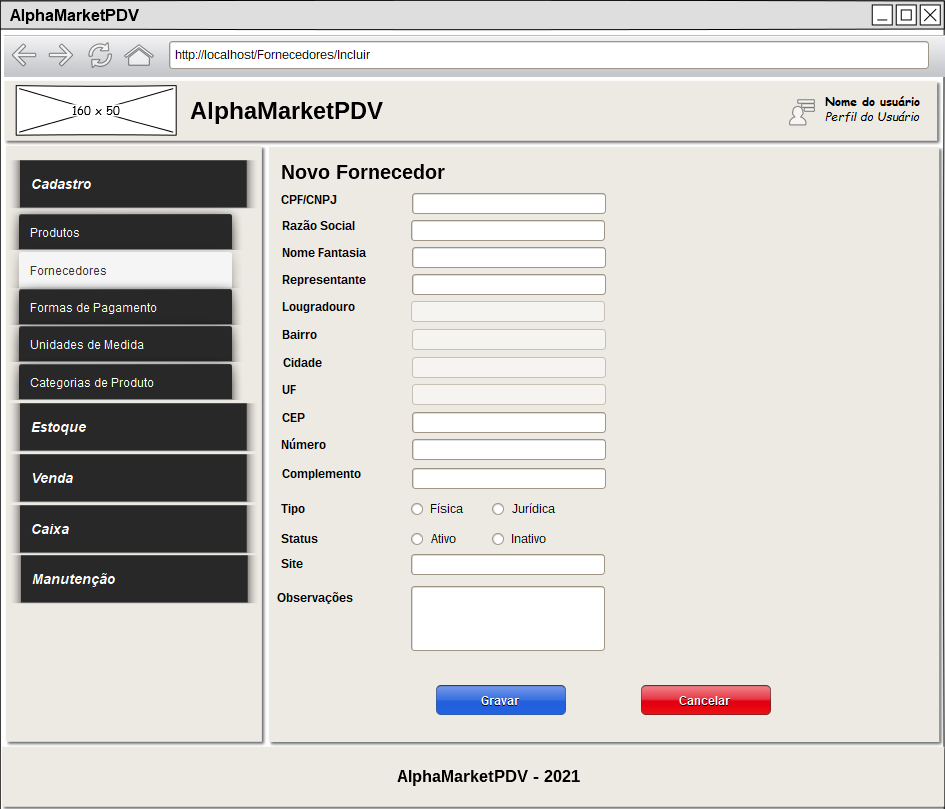 AlphaMarketPDV
http://localhost/Fornecedores/Incluir
160 x 50
AlphaMarketPDV
Nome do usuário
Perfil do Usuário
Cadastro
Produtos
Fornecedores
Formas de Pagamento
Unidades de Medida
Categorias de Produto
Estoque
Venda
Caixa
Manutenção
Novo Fornecedor
CPF/CNPJ
Razão Social
Nome Fantasia
Representante
Lougradouro
Bairro
Cidade
UF
CEP
Número
Complemento
Tipo Física Jurídica
Status Ativo Inativo
Site
Observações
Gravar Cancelar
AlphaMarketPDV - 2021